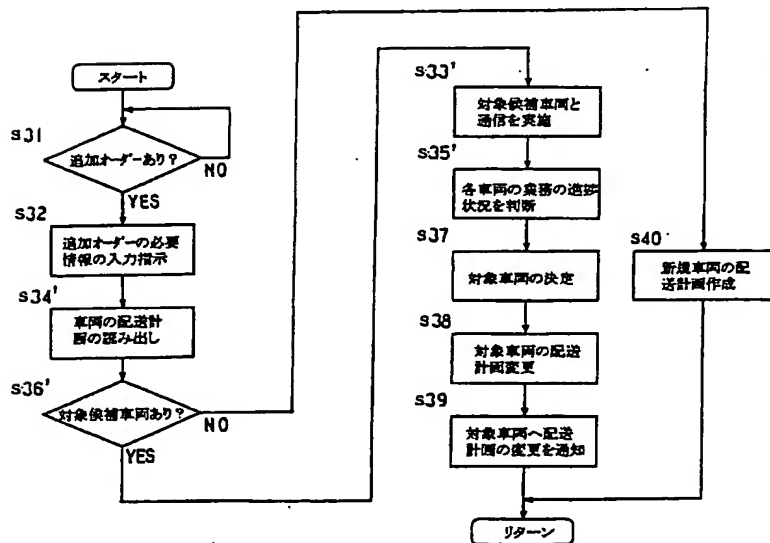 スタート
s31
追加オーダーあり?
NO
YES
s32
追加オーダーの必要
情報の入力指示
s34'
車両の配送計
画の読み出し
s36'
対象候補車両あり?
NO
YES
s33'
対象候補車両と
通信を実施
s35'
各車両の業務の進捗
状況を判断
s37
対象車両の決定
s38
対象車両の配送
計画変更
s39
対象車両へ配送
計画の変更を通知
s40
新規車両の配
送計画作成
リターン